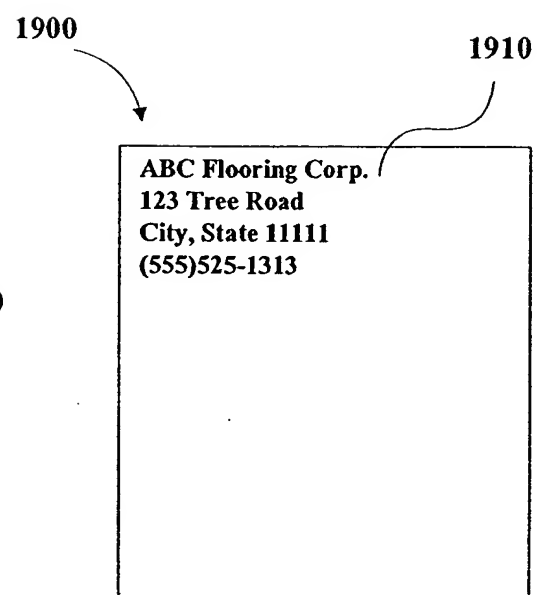 1900
1910
ABC Flooring Corp.
123 Tree Road
City, State 11111
(555)525-1313